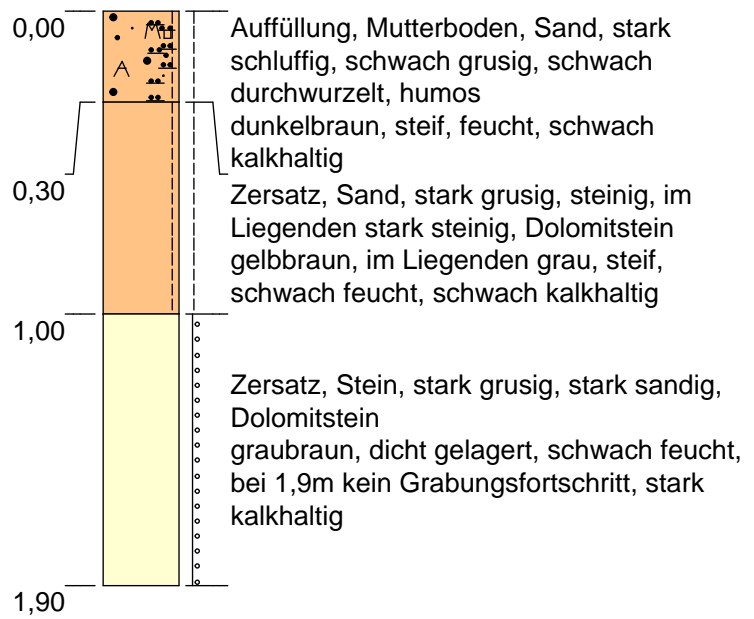 0,00
Auffüllung, Mutterboden, Sand, stark
schluffig, schwach grusig, schwach
durchwurzelt, humos
dunkelbraun, steif, feucht, schwach
kalkhaltig
Mu
A
0,30
Zersatz, Sand, stark grusig, steinig, im
Liegenden stark steinig, Dolomitstein
gelbbraun, im Liegenden grau, steif,
schwach feucht, schwach kalkhaltig
1,00
Zersatz, Stein, stark grusig, stark sandig,
Dolomitstein
graubraun, dicht gelagert, schwach feucht,
bei 1,9m kein Grabungsfortschritt, stark
kalkhaltig
1,90